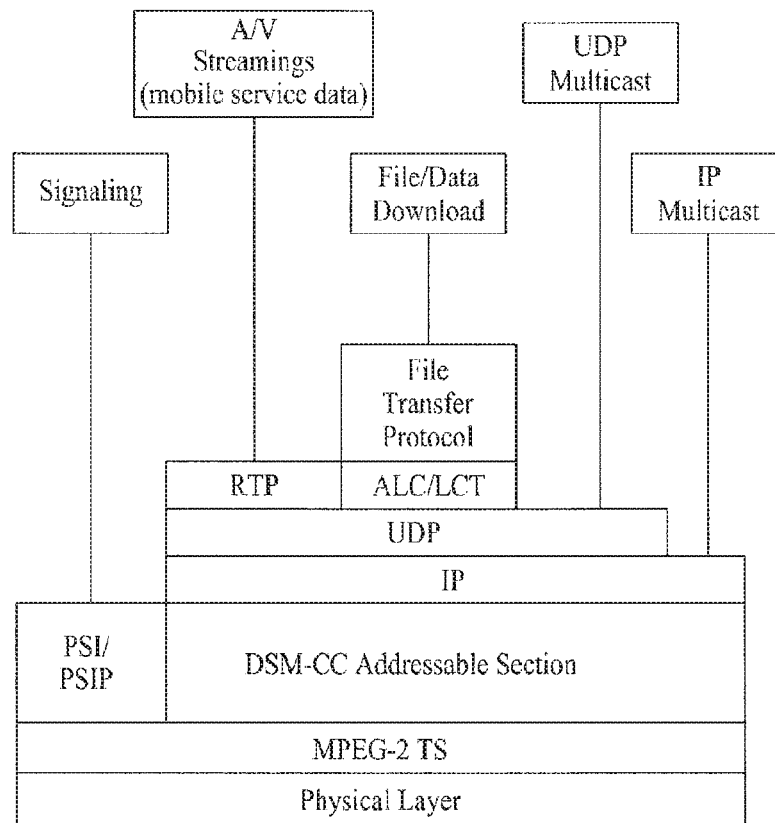 A/V
Streamings
(mobile service data)
UDP
Multicast
Signaling
File/Data
Download
IP
Multicast
File
Transfer
Protocol
RTP
ALC/LCT
UDP
IP
PSI/
PSIP
DSM-CC Addressable Section
MPEG-2 TS
Physical Layer